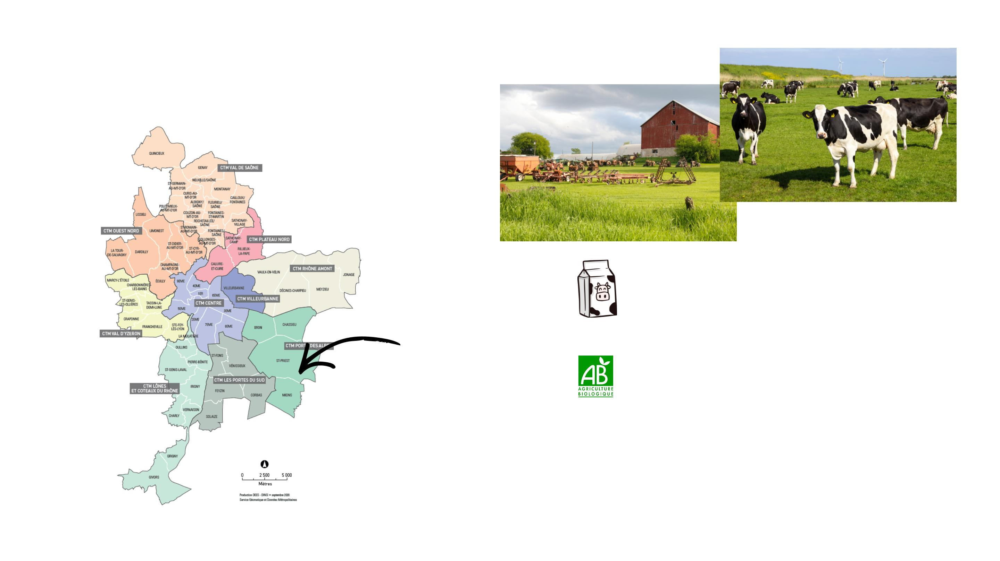 QUINCIEUX
GENAY
CTM VAL DE SAÔNE
NEUVILLE/SAÔNE
ST-GERMAIN-
AU-MT-D'OR
MONTANAY
CURIS-AU-
MT-D'OR
CAILLOUX/
FONTAINES
ALBIGNY/
SAÔNE
FLEURIEU/
SAÔNE
POLEYMIEUX-
AU-MT-D'OR
LISSIEU
COUZON-AU-
MT-D'OR
FONTAINES-
ST-MARTIN
ROCHETAILLÉE/
SAÔNE
SATHONAY-
VILLAGE
CTM OUEST NORD
LIMONEST
ST-ROMAIN-
AU-MT-D'OR
FONTAINES/
SAÔNE
COLLONGES-
AU-MT-D'OR
SATHONAY-
CAMP
CTM PLATEAU NORD
LA TOUR-
DE-SALVAGNY
DARDILLY
ST-DIDIER-
AU-MT-D'OR
ST-CYR-
AU-MT-D'OR
RILLIEUX-
LA-PAPE
CHAMPAGNE-
AU-MT-D'OR
CALUIRE-
ET-CUIRE
VAULX-EN-VELIN
CTM RHÔNE AMONT
JONAGE
MARCY-L'ÉTOILE
CHARBONNIÈRES-
LES-BAINS
ÉCULLY
9EME
4EME
1ER
6EME
VILLEURBANNE
DÉCINES-CHARPIEU
MEYZIEU
CTM VILLEURBANNE
CTM CENTRE
ST-GENIS-
LES-OLLIÈRES
TASSIN-LA-
DEMI-LUNE
5EME
3EME
2EME
7EME
8EME
CRAPONNE
FRANCHEVILLE
STE-FOY-
LÈS-LYON
BRON
CHASSIEU
CTM VAL D'YZERON
LA MULATIÈRE
OULLINS
CTM PORT DES ALP
ST-FONS
ST-PRIEST
PIERRE-BÉNITE
VÉNISSIEUX
ST-GENIS-LAVAL
CTM LES PORTES DU SUD
CTM LÔNES
ET COTEAUX DU RHÔNE
IRIGNY
FEYZIN
CORBAS
MIONS
VERNAISON
CHARLY
SOLAIZE
GRIGNY
GIVORS
0 2 500 5 000
Mètres
Production DEES - DINSI • septembre 2020
Service Géomatique et Données Métropolitaines
AB
AGRICULTURE
BIOLOGIQUE